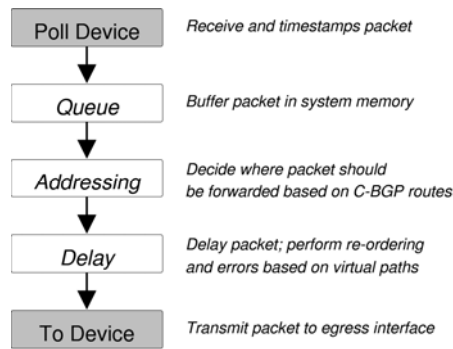 Poll Device
Receive and timestamps packet
Queue
Buffer packet in system memory
Addressing
Decide where packet should
be forwarded based on C-BGP routes
Delay
Delay packet; perform re-ordering
and errors based on virtual paths
To Device
Transmit packet to egress interface